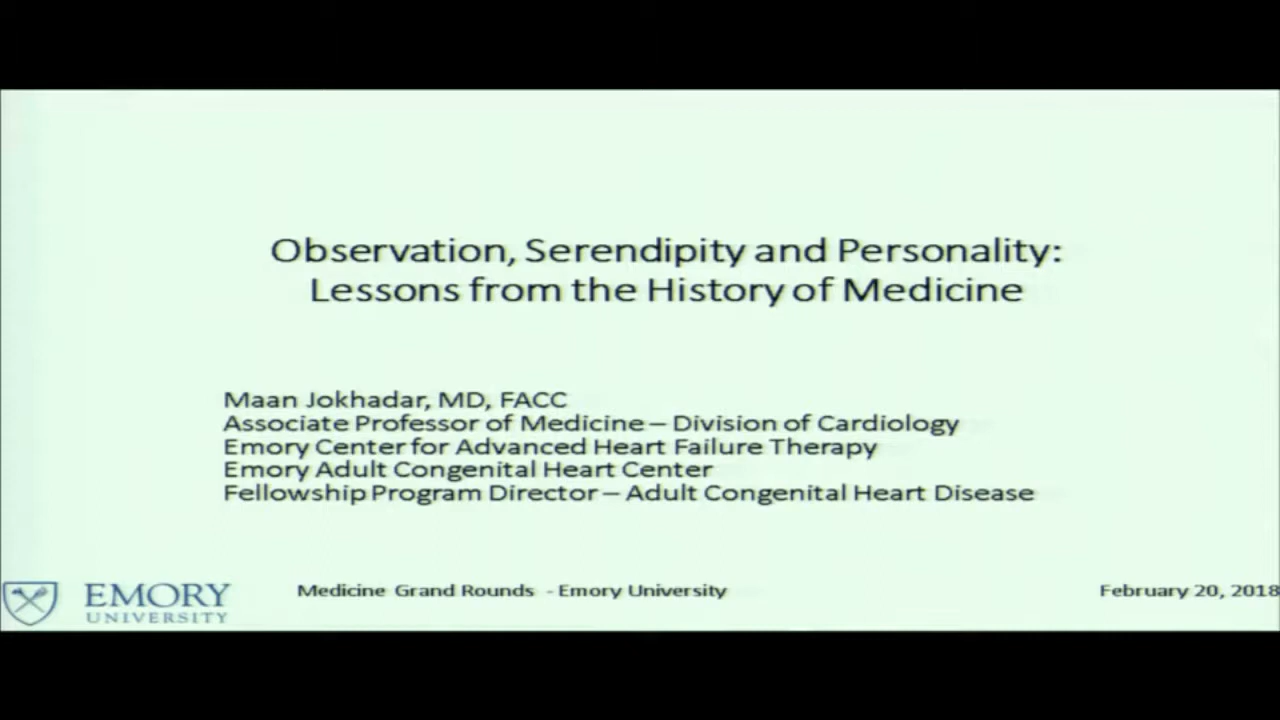 Observation, Serendipity and Personality:
Lessons from the History of Medicine
Maan Jokhadar, MD, FACC
Associate Professor of Medicine – Division of Cardiology
Emory Center for Advanced Heart Failure Therapy
Emory Adult Congenital Heart Center
Fellowship Program Director – Adult Congenital Heart Disease
EMORY
UNIVERSITY
Medicine Grand Rounds - Emory University
February 20, 2018